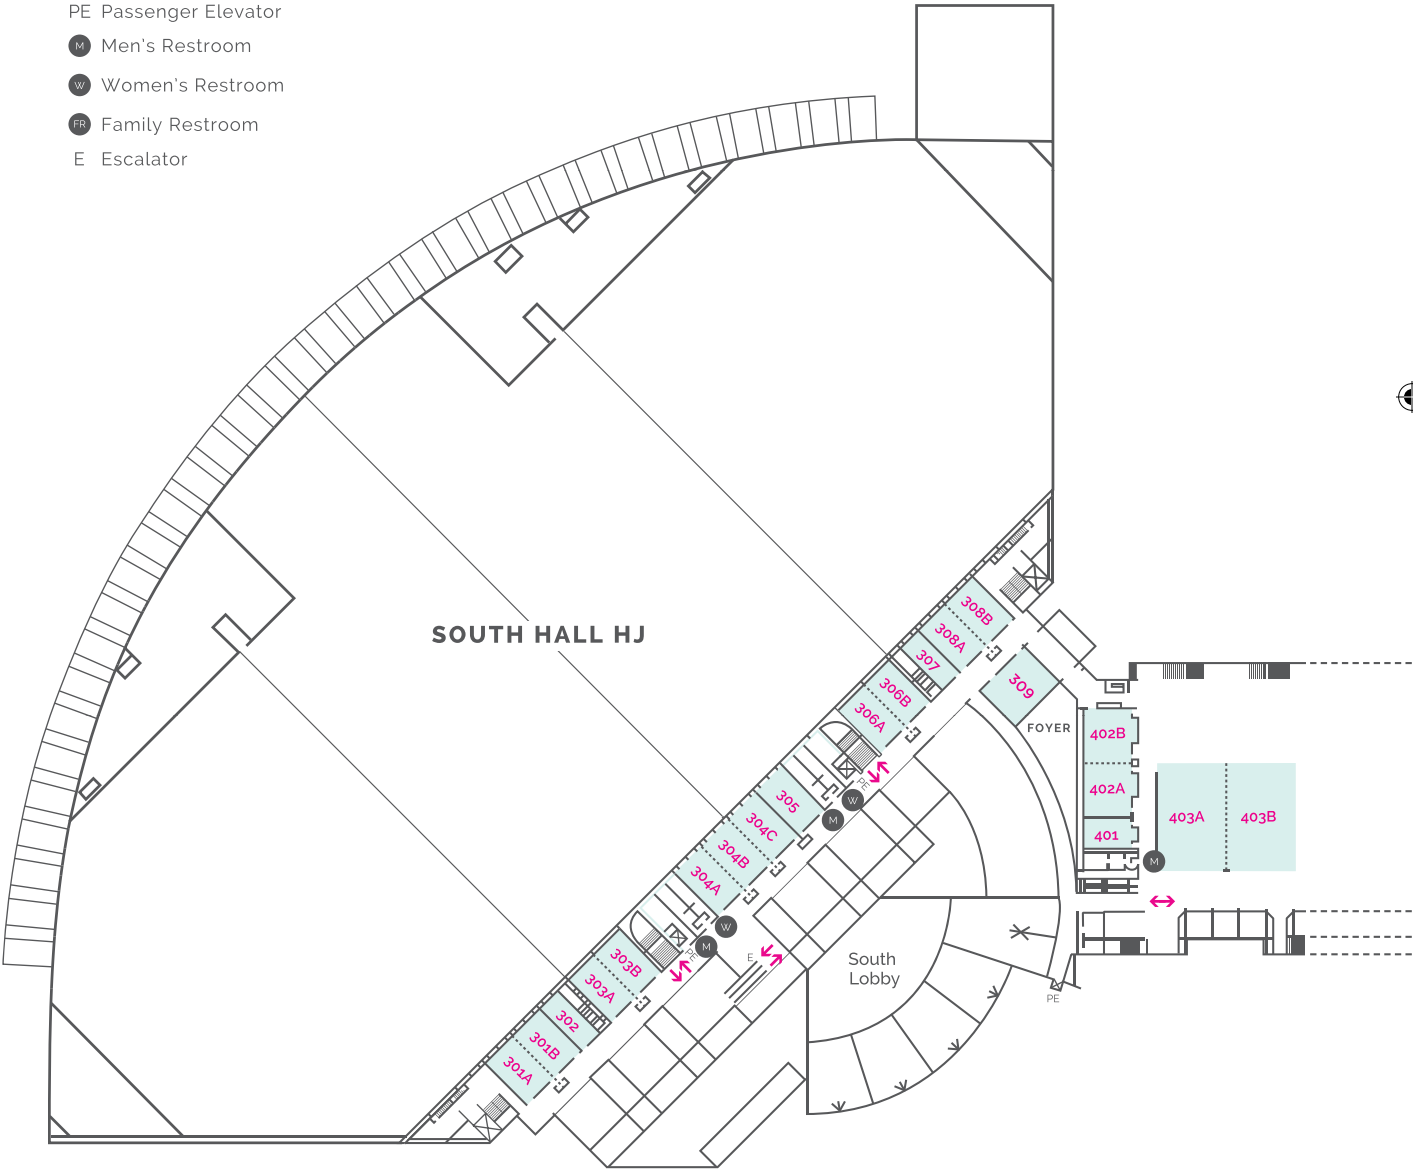 PE Passenger Elevator
M Men's Restroom
W Women's Restroom
FR Family Restroom
E Escalator
SOUTH HALL HJ
308B
308A
307
309
306B
306A
FOYER
402B
PE
402A
305
W
M
403A
403B
304C
401
304B
M
304A
W
M
PE
E
303B
South
Lobby
303A
PE
302
301B
301A